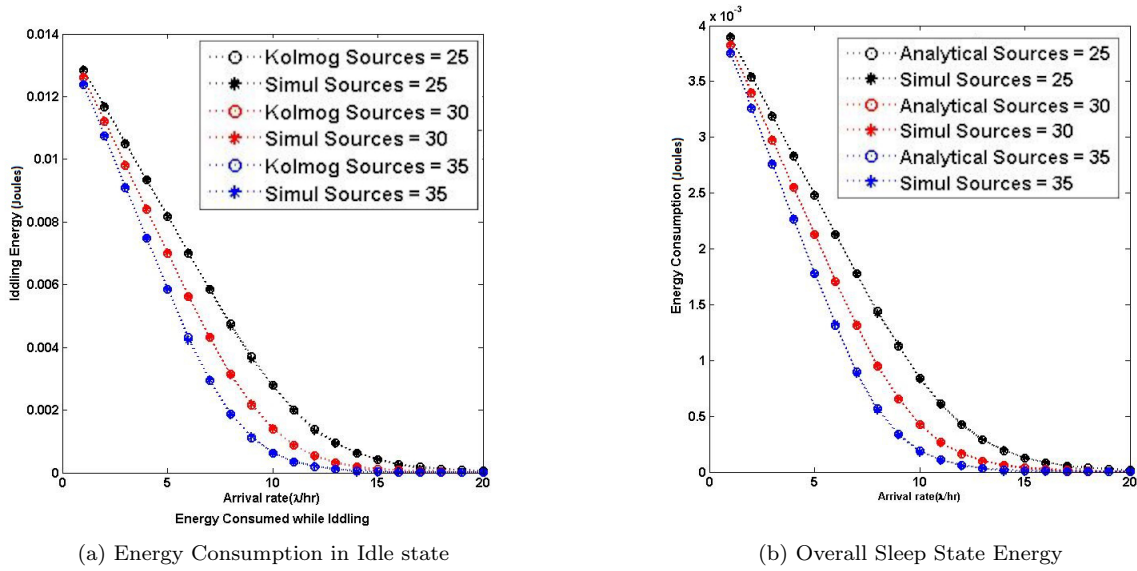 0.014
0.012
0.01
0.008
0.006
0.004
0.002
0
Iddling Energy (Joules)
Kolmog Sources = 25
Simul Sources = 25
Kolmog Sources = 30
Simul Sources = 30
Kolmog Sources = 35
Simul Sources = 35
0 5 10 15 20
Arrival rate(λ/hr)
Energy Consumed while Iddling
(a) Energy Consumption in Idle state
4 x 10⁻³
3.5
3
2.5
2
1.5
1
0.5
0
Energy Consumption (Joules)
Analytical Sources = 25
Simul Sources = 25
Analytical Sources = 30
Simul Sources = 30
Analytical Sources = 35
Simul Sources = 35
0 5 10 15 20
Arrival rate(λ/hr)
(b) Overall Sleep State Energy